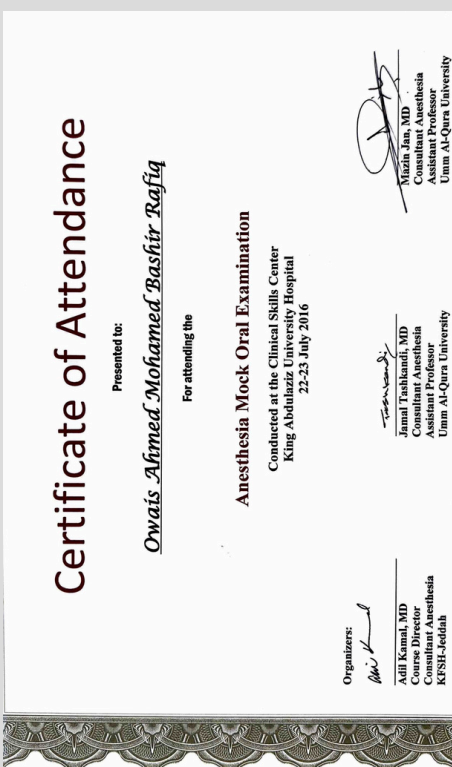 Certificate of Attendance
Presented to:
Owais Ahmed Mohamed Bashir Rafiq
For attending the
Anesthesia Mock Oral Examination
Conducted at the Clinical Skills Center
King Abdulaziz University Hospital
22-23 July 2016
Organizers:
Adil Kamal
Adil Kamal, MD
Course Director
Consultant Anesthesia
KFSH-Jeddah
Tashkandi
Jamal Tashkandi, MD
Consultant Anesthesia
Assistant Professor
Umm Al-Qura University
Mazin Jan, MD
Consultant Anesthesia
Assistant Professor
Umm Al-Qura University